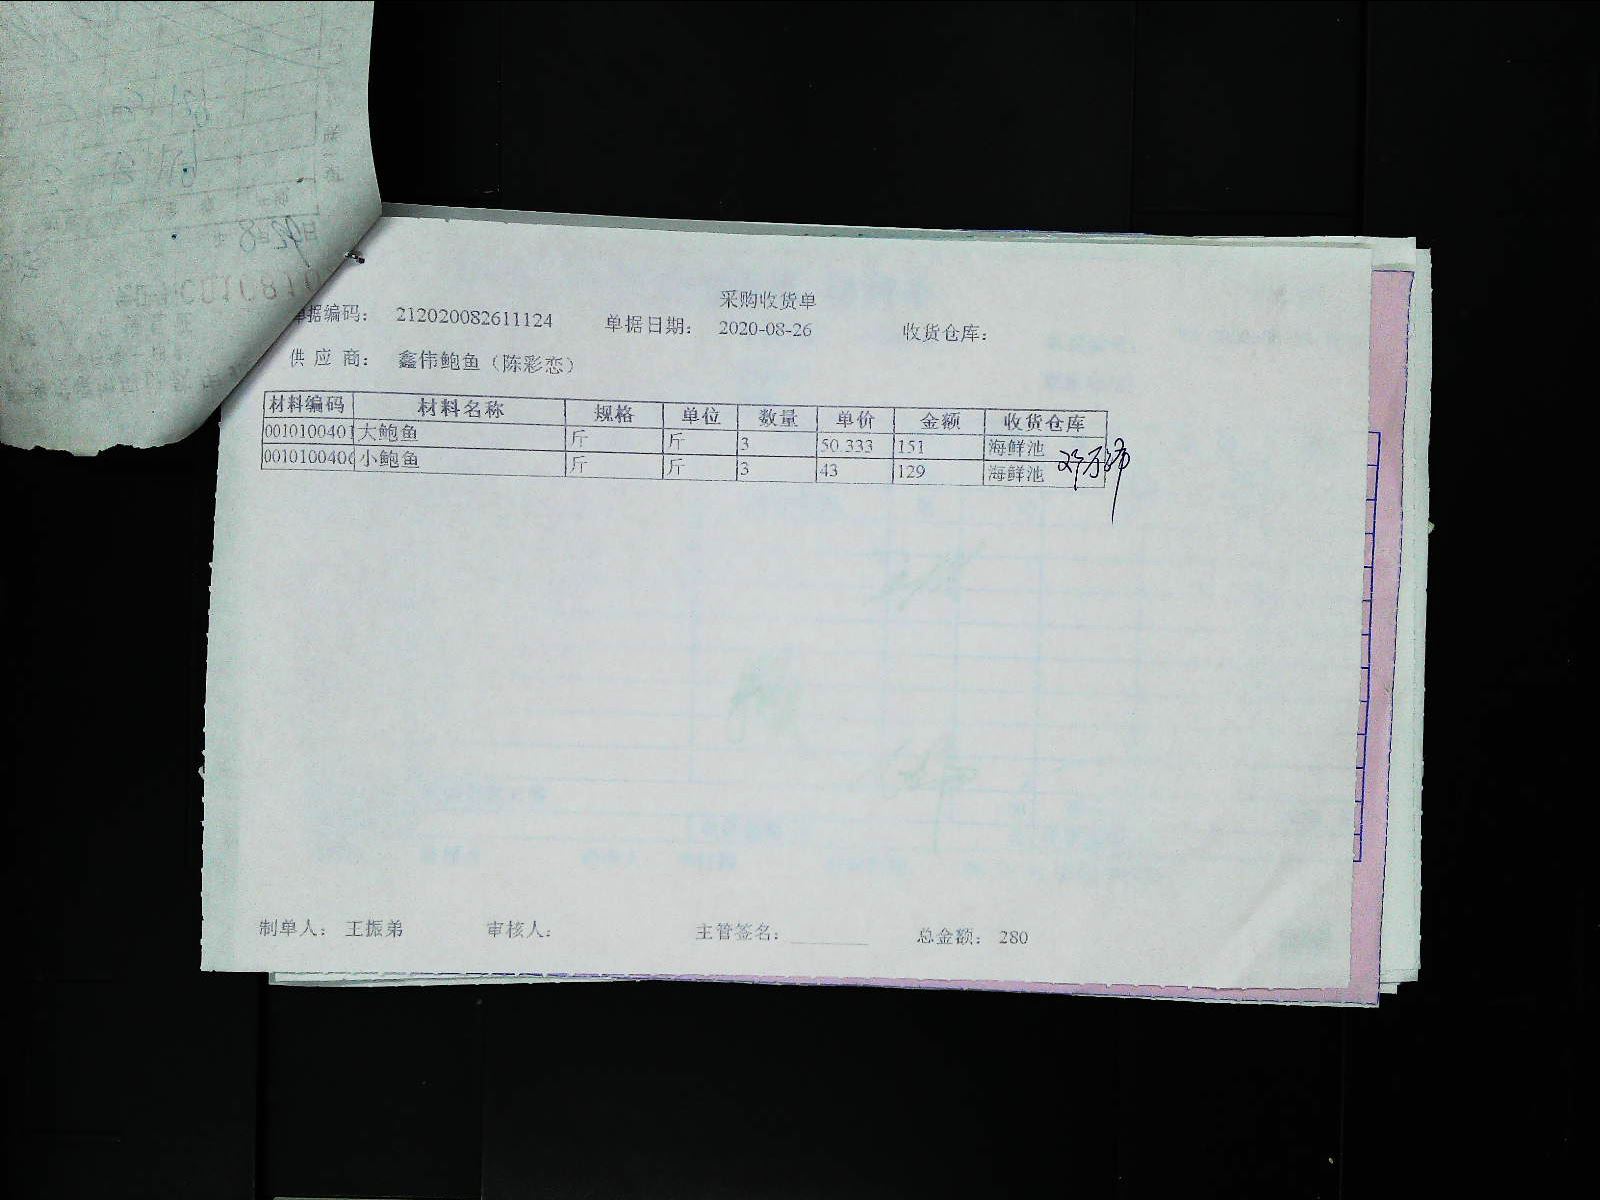 采购收货单
单据编码： 212020082611124 单据日期： 2020-08-26 收货仓库：
供应商： 鑫伟鲍鱼（陈彩恋）
材料编码 材料名称 规格 单位 数量 单价 金额 收货仓库
0010100401 大鲍鱼 斤 斤 3 50.333 151 海鲜池
0010100406 小鲍鱼 斤 斤 3 43 129 海鲜池
制单人： 王振弟 审核人： 主管签名： 总金额： 280